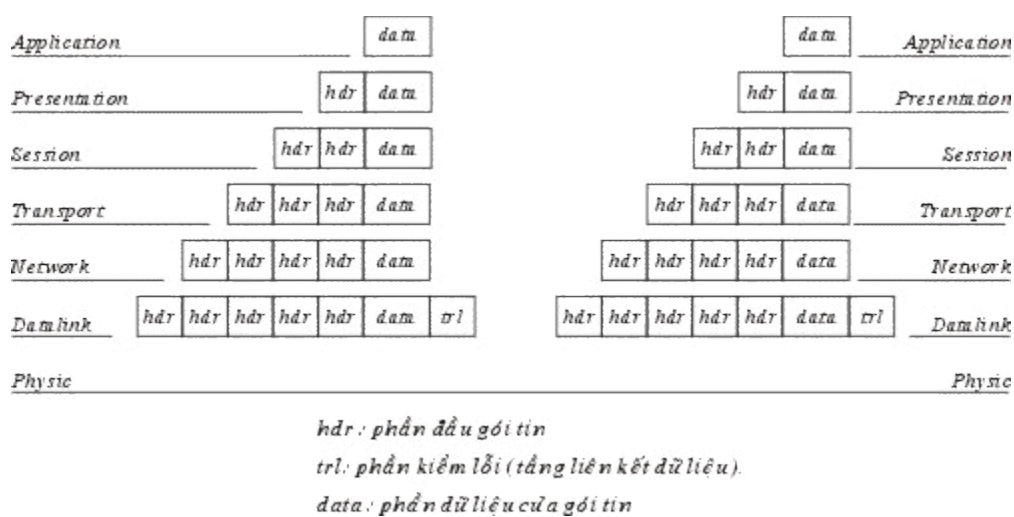 Application data data Application
Presentation hdr data hdr data Presentation
Session hdr hdr data hdr hdr data Session
Transport hdr hdr hdr data hdr hdr hdr data Transport
Network hdr hdr hdr hdr data hdr hdr hdr hdr data Network
Datalink hdr hdr hdr hdr hdr data trl hdr hdr hdr hdr hdr data trl Datalink
Physic Physic
hdr : phần đầu gói tin
trl: phần kiểm lỗi (tầng liên kết dữ liệu).
data : phần dữ liệu của gói tin